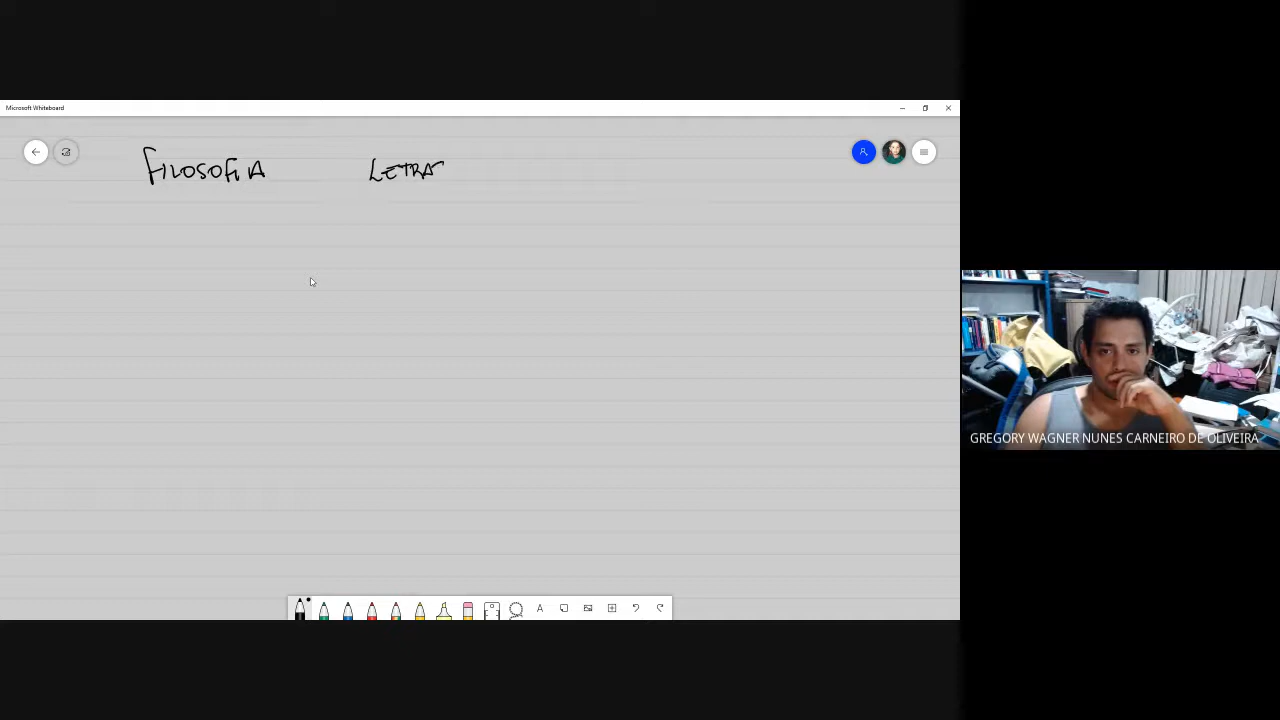 Microsoft Whiteboard
FILOSOFIA LETRAS
A
GREGORY WAGNER NUNES CARNEIRO DE OLIVEIRA